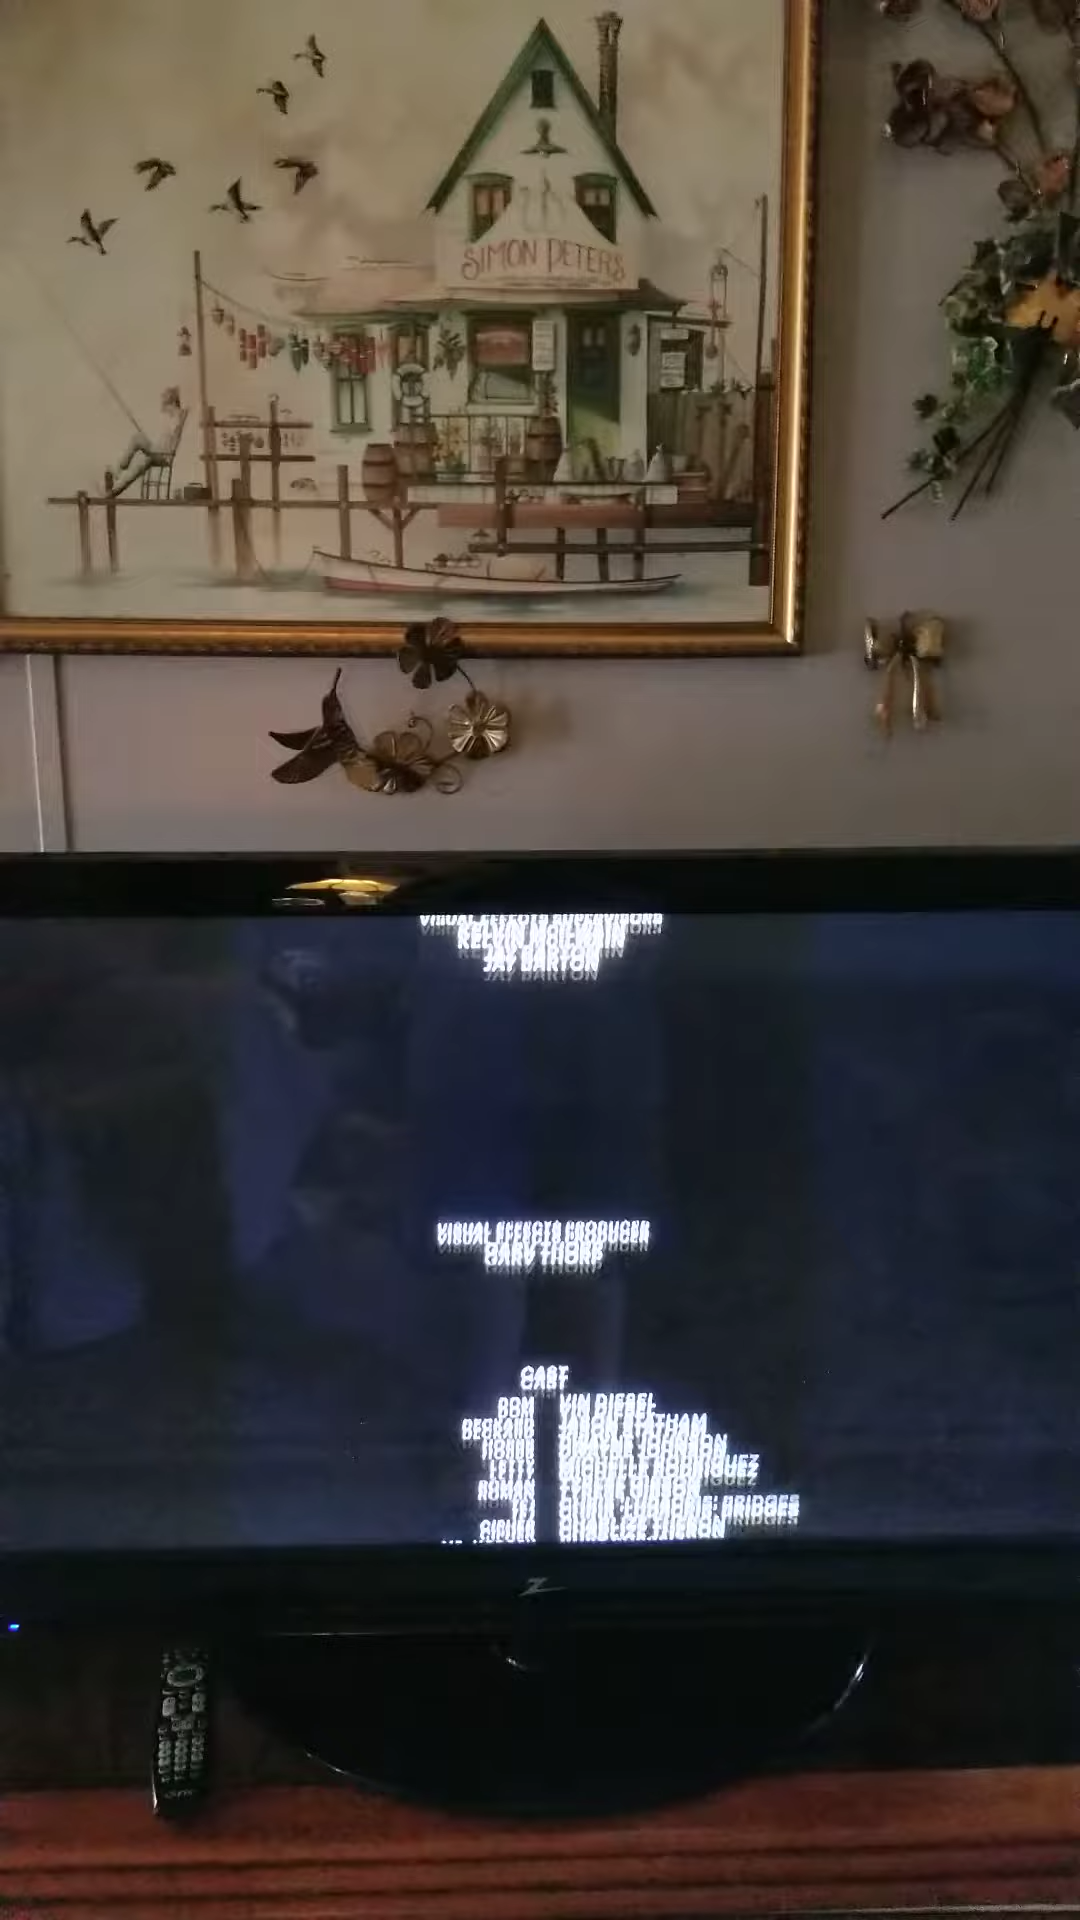 SIMON PETERS
VISUAL EFFECTS SUPERVISORS
KELVIN MCILWAIN
JAY BARTON
VISUAL EFFECTS PRODUCER
GARY THORP
CAST
DOM VIN DIESEL
DECKARD JASON STATHAM
HOBBS DWAYNE JOHNSON
LETTY MICHELLE RODRIGUEZ
ROMAN TYRESE GIBSON
TEJ CHRIS 'LUDACRIS' BRIDGES
CIPHER CHARLIZE THERON
Z